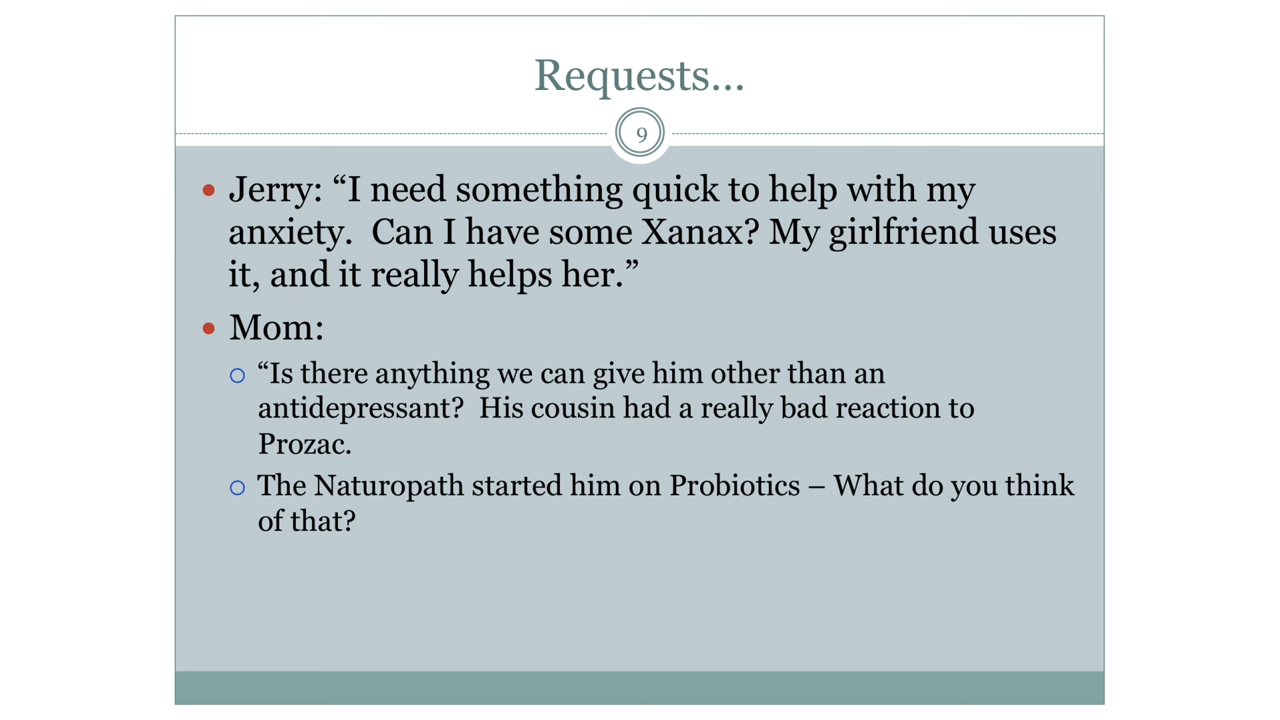 Requests…
9
• Jerry: “I need something quick to help with my
anxiety.  Can I have some Xanax? My girlfriend uses
it, and it really helps her.”
• Mom:
○ “Is there anything we can give him other than an
antidepressant?  His cousin had a really bad reaction to
Prozac.
○ The Naturopath started him on Probiotics – What do you think
of that?